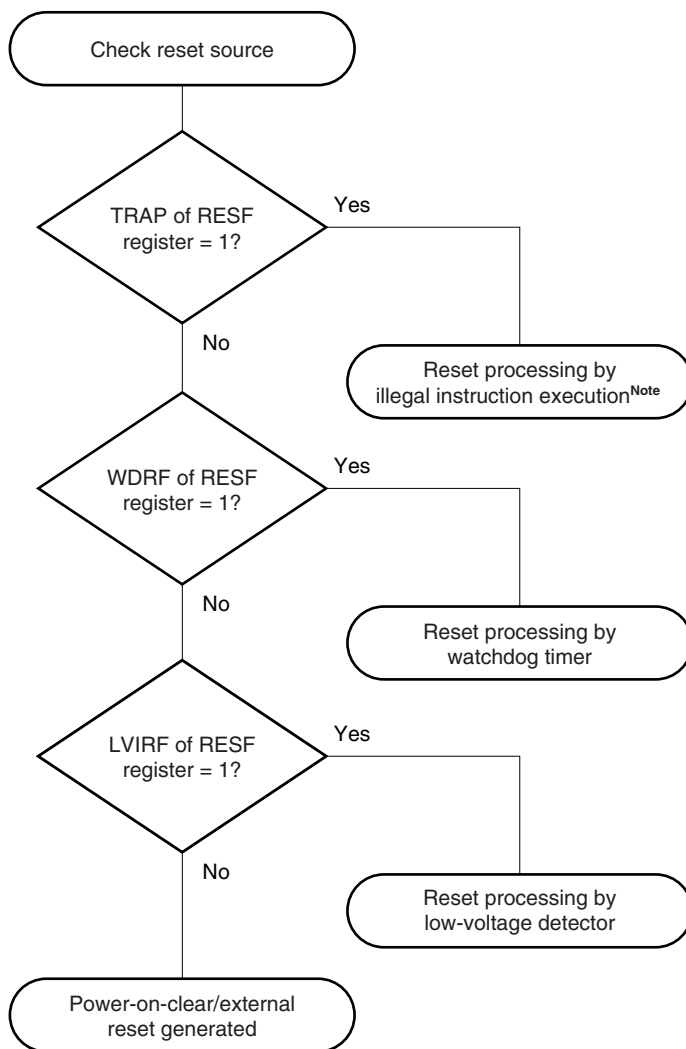 Check reset source
TRAP of RESF
register = 1?
Yes
No
Reset processing by
illegal instruction execution^Note
WDRF of RESF
register = 1?
Yes
No
Reset processing by
watchdog timer
LVIRF of RESF
register = 1?
Yes
No
Reset processing by
low-voltage detector
Power-on-clear/external
reset generated